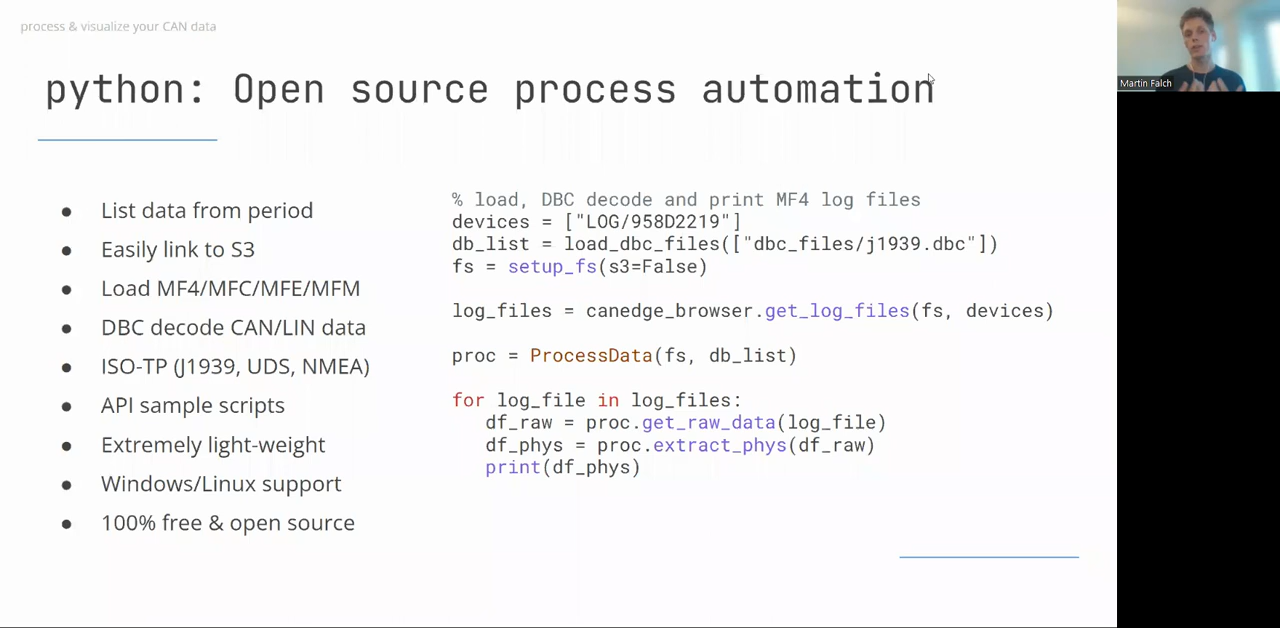 process & visualize your CAN data
python: Open source process automation
Martin Falch
List data from period
Easily link to S3
Load MF4/MFC/MFE/MFM
DBC decode CAN/LIN data
ISO-TP (J1939, UDS, NMEA)
API sample scripts
Extremely light-weight
Windows/Linux support
100% free & open source
% load, DBC decode and print MF4 log files
devices = ["LOG/958D2219"]
db_list = load_dbc_files(["dbc_files/j1939.dbc"])
fs = setup_fs(s3=False)
log_files = canedge_browser.get_log_files(fs, devices)
proc = ProcessData(fs, db_list)
for log_file in log_files:
df_raw = proc.get_raw_data(log_file)
df_phys = proc.extract_phys(df_raw)
print(df_phys)